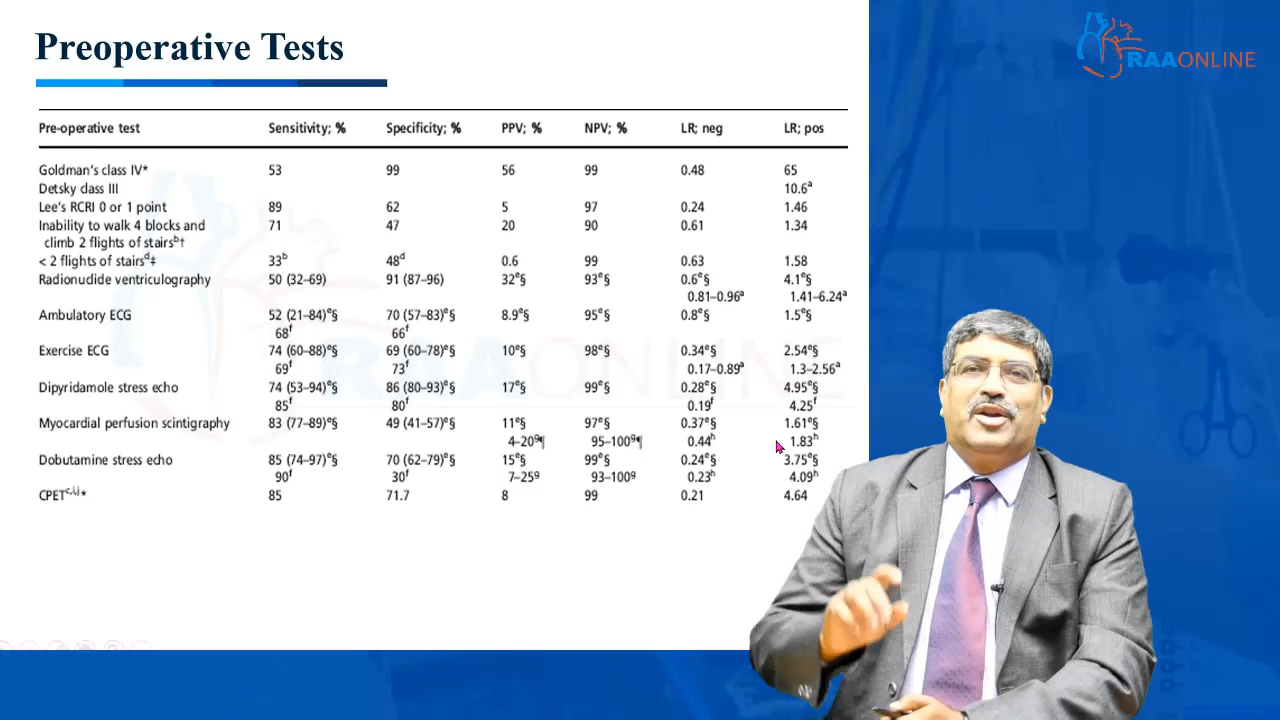 Preoperative Tests
RAAONLINE
Pre-operative test Sensitivity; % Specificity; % PPV; % NPV; % LR; neg LR; pos
Goldman's class IV* 53 99 56 99 0.48 65
Detsky class III 10.6ᵃ
Lee's RCRI 0 or 1 point 89 62 5 97 0.24 1.46
Inability to walk 4 blocks and 71 47 20 90 0.61 1.34
climb 2 flights of stairsᵇ†
< 2 flights of stairsᵈ‡ 33ᵇ 48ᵈ 0.6 99 0.63 1.58
Radionuclide ventriculography 50 (32–69) 91 (87–96) 32ᵉ§ 93ᵉ§ 0.6ᵉ§ 4.1ᵉ§
0.81–0.96ᵃ 1.41–6.24ᵃ
Ambulatory ECG 52 (21–84)ᵉ§ 70 (57–83)ᵉ§ 8.9ᵉ§ 95ᵉ§ 0.8ᵉ§ 1.5ᵉ§
68ᶠ 66ᶠ
Exercise ECG 74 (60–88)ᵉ§ 69 (60–78)ᵉ§ 10ᵉ§ 98ᵉ§ 0.34ᵉ§ 2.54ᵉ§
69ᶠ 73ᶠ 0.17–0.89ᵃ 1.3–2.56ᵃ
Dipyridamole stress echo 74 (53–94)ᵉ§ 86 (80–93)ᵉ§ 17ᵉ§ 99ᵉ§ 0.28ᵉ§ 4.95ᵉ§
85ᶠ 80ᶠ 0.19ᶠ 4.25ᶠ
Myocardial perfusion scintigraphy 83 (77–89)ᵉ§ 49 (41–57)ᵉ§ 11ᵉ§ 97ᵉ§ 0.37ᵉ§ 1.61ᵉ§
4–20ᵍ¶ 95–100ᵍ¶ 0.44ʰ 1.83ʰ
Dobutamine stress echo 85 (74–97)ᵉ§ 70 (62–79)ᵉ§ 15ᵉ§ 99ᵉ§ 0.24ᵉ§ 3.75ᵉ§
90ᶠ 30ᶠ 7–25ᵍ 93–100ᵍ 0.23ʰ 4.09ʰ
CPETᶜ,ⁱ,ʲ* 85 71.7 8 99 0.21 4.64
RAAONLINE